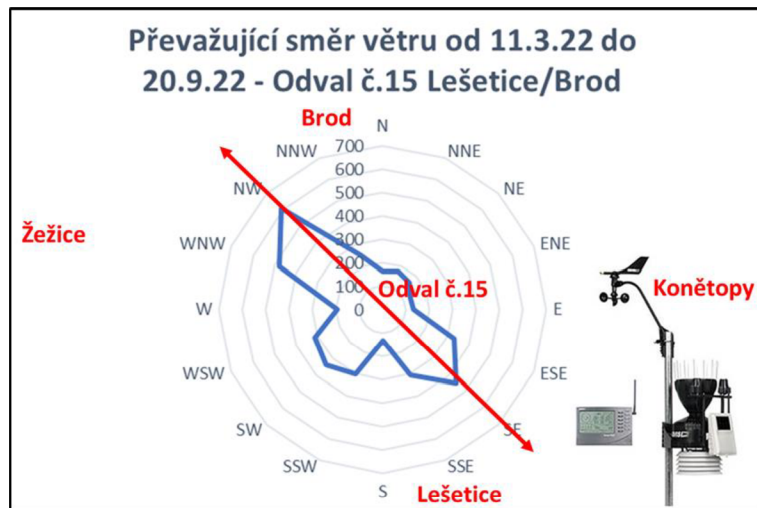 Převažující směr větru od 11.3.22 do
20.9.22 - Odval č.15 Lešetice/Brod
Brod
N
NNW
700
NNE
600
NW
500
NE
400
Žežice
WNW
300
ENE
200
100
Odval č.15
Konětopy
W
0
E
WSW
ESE
SW
SE
SSW
SSE
S
Lešetice